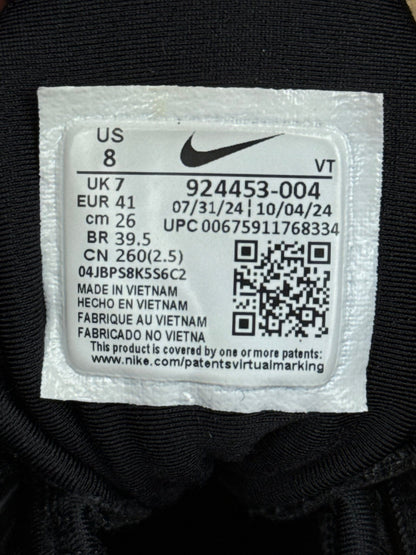 US
8
VT
UK 7
924453-004
EUR 41
07/31/24 | 10/04/24
cm 26
UPC 00675911768334
BR 39.5
CN 260(2.5)
04JBPS8K5S6C2
MADE IN VIETNAM
HECHO EN VIETNAM
FABRIQUE AU VIETNAM
FABRICADO NO VIETNA
This product is covered by one or more patents:
www.nike.com/patentsvirtualmarking